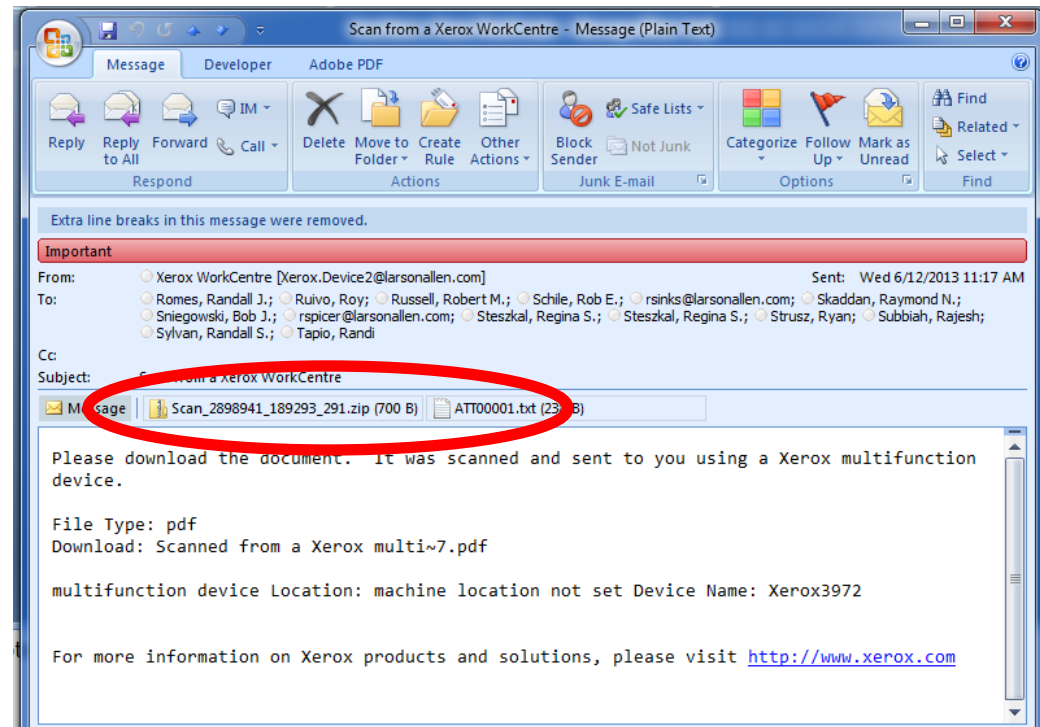 Scan from a Xerox WorkCentre - Message (Plain Text)
Message Developer Adobe PDF
Reply
Reply to All
Forward
IM
Call
Respond
Delete
Move to Folder
Create Rule
Other Actions
Actions
Block Sender
Safe Lists
Not Junk
Junk E-mail
Categorize
Follow Up
Mark as Unread
Options
Find
Related
Select
Find
Extra line breaks in this message were removed.
Important
From: Xerox WorkCentre [Xerox.Device2@larsonallen.com] Sent: Wed 6/12/2013 11:17 AM
To: Romes, Randall J.; Ruivo, Roy; Russell, Robert M.; Schile, Rob E.; rsinks@larsonallen.com; Skaddan, Raymond N.;
Sniegowski, Bob J.; rspicer@larsonallen.com; Steszkal, Regina S.; Steszkal, Regina S.; Strusz, Ryan; Subbiah, Rajesh;
Sylvan, Randall S.; Tapio, Randi
Cc:
Subject: from a Xerox WorkCentre
Message Scan_2898941_189293_291.zip (700 B) ATT00001.txt
Please download the document. It was scanned and sent to you using a Xerox multifunction
device.
File Type: pdf
Download: Scanned from a Xerox multi~7.pdf
multifunction device Location: machine location not set Device Name: Xerox3972
For more information on Xerox products and solutions, please visit http://www.xerox.com